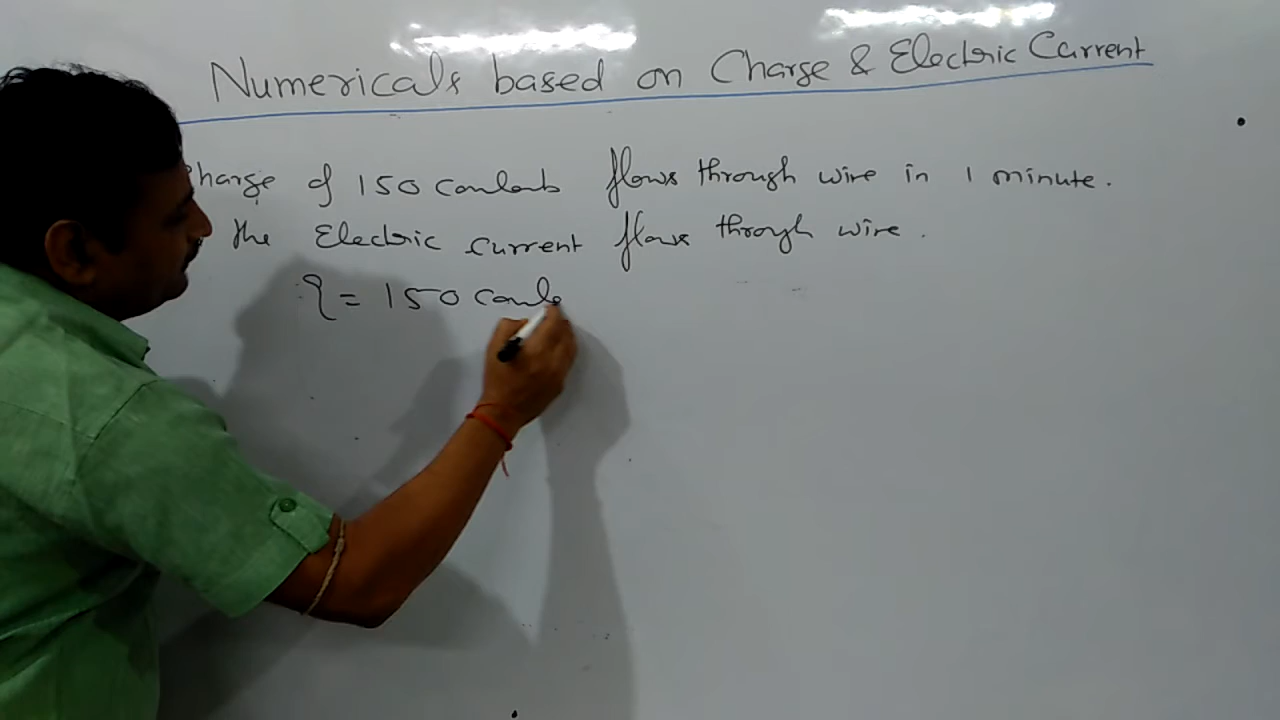 Numericals based on Charge & Electric Current
harge of 150 Coulomb flows through wire in 1 minute.
the Electric Current flows through wire.
q = 150 Coulo